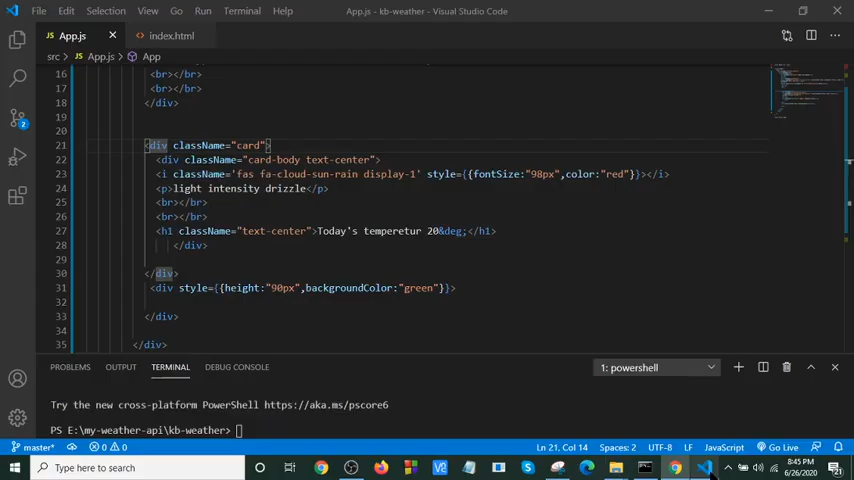 File Edit Selection View Go Run Terminal Help App.js - kb-weather - Visual Studio Code
JS App.js index.html
src > JS App.js > App
16 <br></br>
17 <br></br>
18 </div>
19
20
21 <div className="card">
22 <div className="card-body text-center">
23 <i className='fas fa-cloud-sun-rain display-1' style={{fontSize:"98px",color:"red"}}></i>
24 <p>light intensity drizzle</p>
25 <br></br>
26 <br></br>
27 <h1 className="text-center">Today's temperetur 20&deg;</h1>
28 </div>
29
30 </div>
31 <div style={{height:"90px",backgroundColor:"green"}}>
32
33 </div>
34
35 </div>
2
PROBLEMS OUTPUT TERMINAL DEBUG CONSOLE 1: powershell
Try the new cross-platform PowerShell https://aka.ms/pscore6
PS E:\my-weather-api\kb-weather>
master* 0 0 Ln 21, Col 14 Spaces: 2 UTF-8 LF JavaScript Go Live
Type here to search
8:45 PM
6/26/2020
21